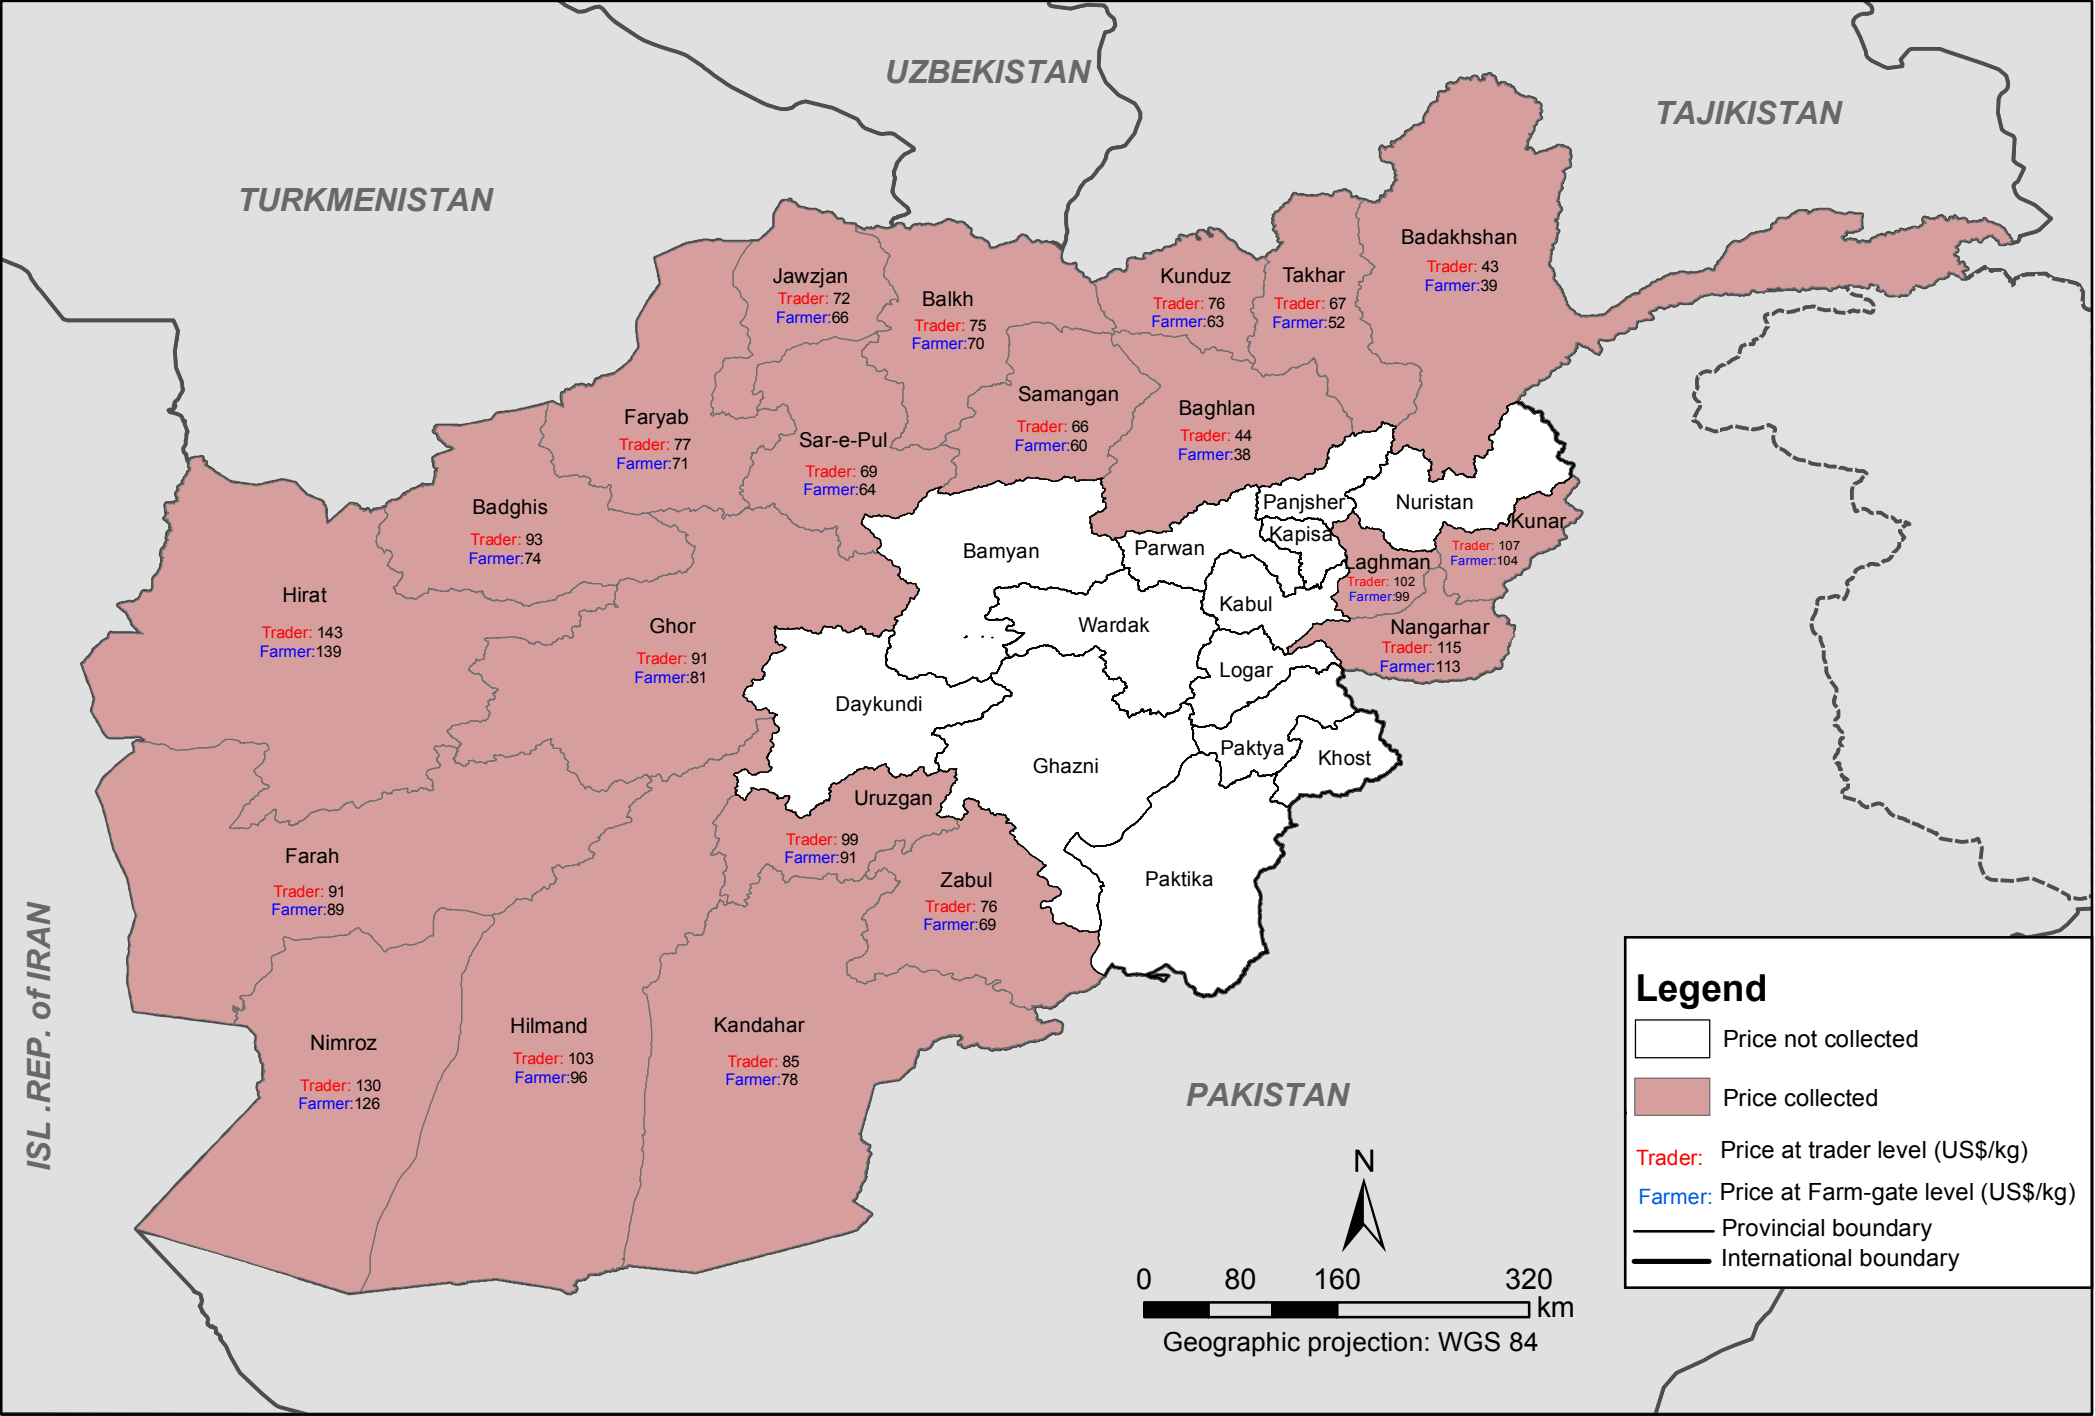 UZBEKISTAN
TAJIKISTAN
TURKMENISTAN
Badakhshan
Trader: 43
Farmer:39
Jawzjan
Trader: 72
Farmer:66
Balkh
Trader: 75
Farmer:70
Kunduz
Trader: 76
Farmer:63
Takhar
Trader: 67
Farmer:52
Samangan
Trader: 66
Farmer:60
Baghlan
Trader: 44
Farmer:38
Faryab
Trader: 77
Farmer:71
Sar-e-Pul
Trader: 69
Farmer:64
Badghis
Trader: 93
Farmer:74
Panjsher
Nuristan
Kunar
Trader: 107
Farmer:104
Kapisa
Parwan
Bamyan
Laghman
Trader: 102
Farmer:99
Hirat
Trader: 143
Farmer:139
Ghor
Trader: 91
Farmer:81
Kabul
Wardak
Nangarhar
Trader: 115
Farmer:113
Logar
Daykundi
Paktya
Khost
Ghazni
Uruzgan
Trader: 99
Farmer:91
Farah
Trader: 91
Farmer:89
Zabul
Trader: 76
Farmer:69
Paktika
Nimroz
Trader: 130
Farmer:126
Hilmand
Trader: 103
Farmer:96
Kandahar
Trader: 85
Farmer:78
ISL .REP. of IRAN
PAKISTAN
N
0 80 160 320
km
Geographic projection: WGS 84
Legend
Price not collected
Price collected
Trader: Price at trader level (US$/kg)
Farmer: Price at Farm-gate level (US$/kg)
Provincial boundary
International boundary